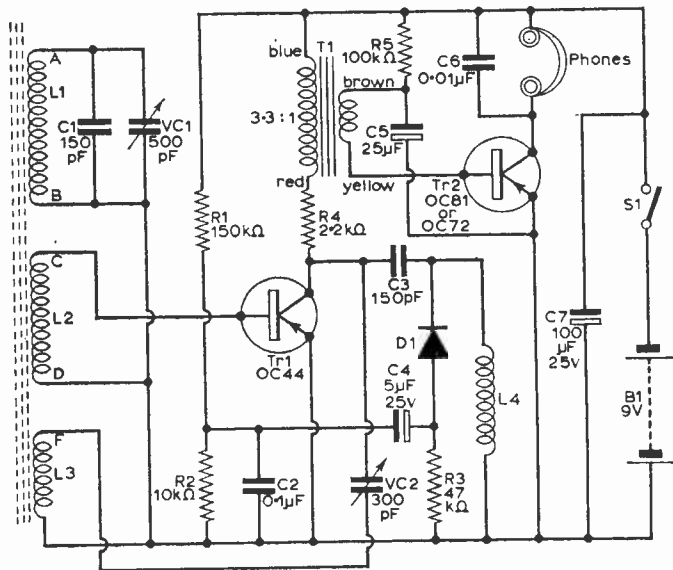 A
L1
B
C1
150
pF
VC1
500
pF
C
L2
D
F
L3
R1
150kΩ
R2
10kΩ
C2
0·1µF
blue
T1
3·3:1
red
brown
yellow
R4
2·2kΩ
R5
100kΩ
C5
25µF
C6
0·01µF
Phones
Tr2
OC81
or
OC72
Tr1
OC44
C3
150pF
D1
C4
5µF
25V
L4
VC2
300
pF
R3
47
kΩ
C7
100
µF
25V
S1
B1
9V